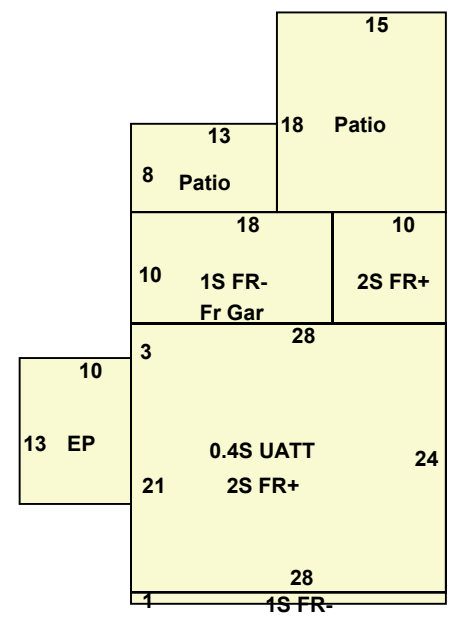 15
18 Patio
13
8 Patio
18
10
10 1S FR-
Fr Gar
2S FR+
28
3
10
13 EP
0.4S UATT
24
21 2S FR+
28
1
1S FR-